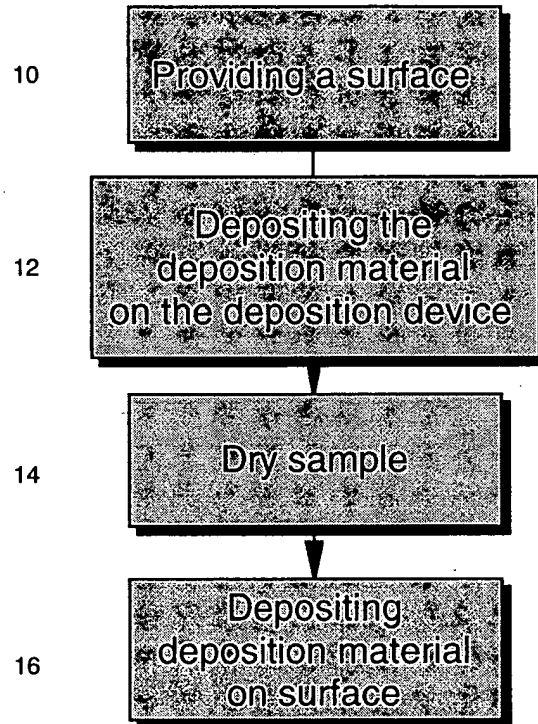 10
Providing a surface
12
Depositing the
deposition material
on the deposition device
14
Dry sample
16
Depositing
deposition material
on surface